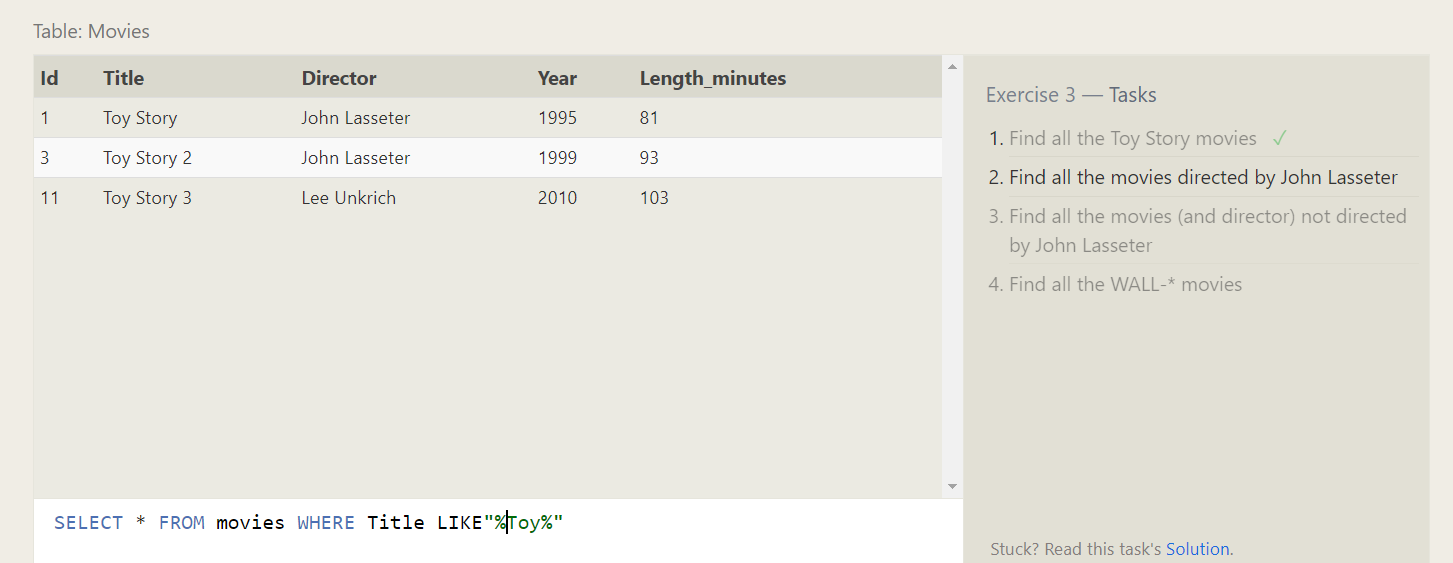 Table: Movies
Id Title Director Year Length_minutes
1 Toy Story John Lasseter 1995 81
3 Toy Story 2 John Lasseter 1999 93
11 Toy Story 3 Lee Unkrich 2010 103
SELECT * FROM movies WHERE Title LIKE"%Toy%"
Exercise 3 — Tasks
1. Find all the Toy Story movies ✓
2. Find all the movies directed by John Lasseter
3. Find all the movies (and director) not directed
by John Lasseter
4. Find all the WALL-* movies
Stuck? Read this task's Solution.